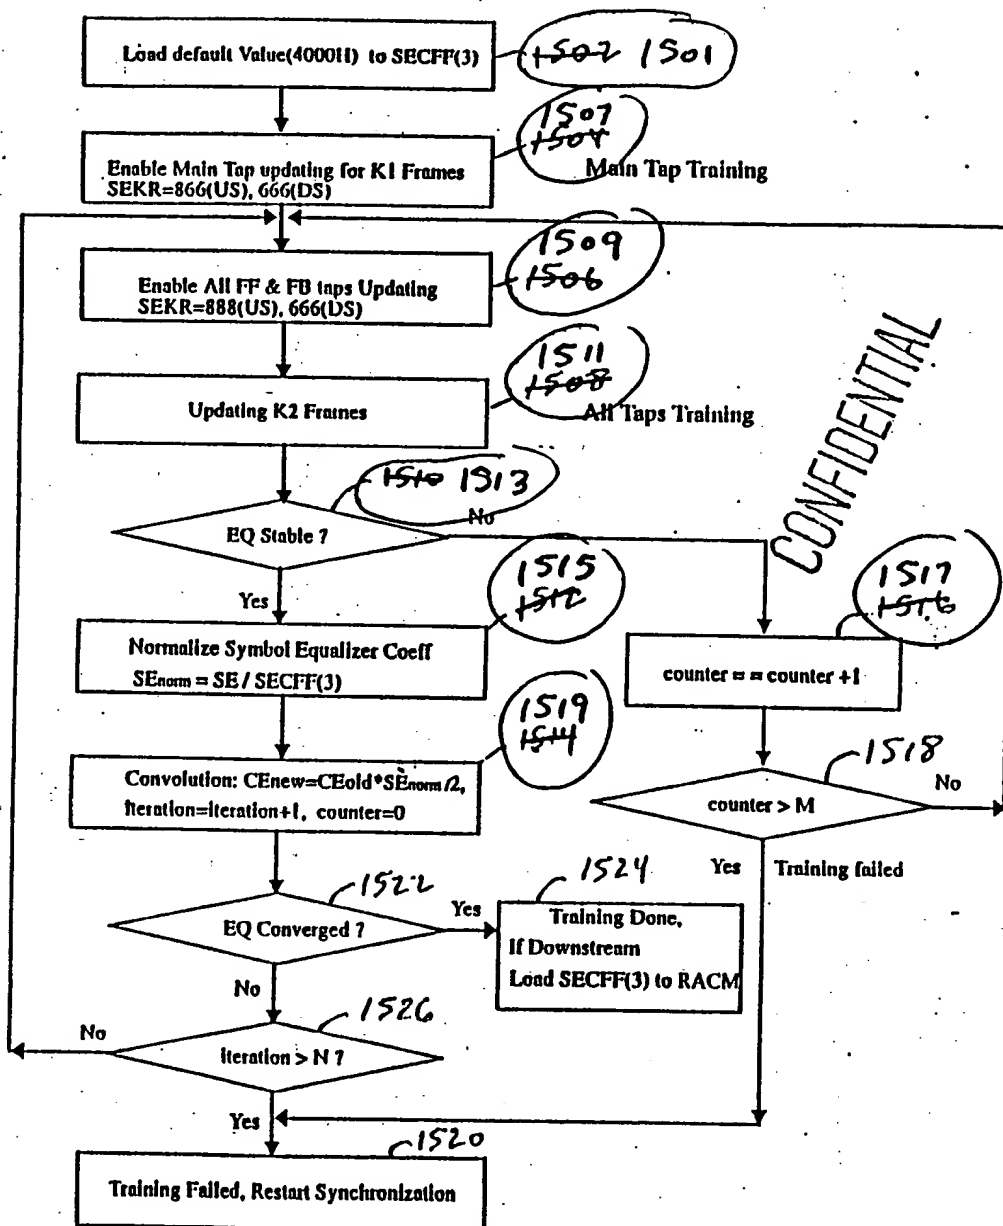 Load default Value(4000H) to SECFF(3)
1502 1501
1507
1504
Main Tap Training
Enable Main Tap updating for K1 Frames
SEKR=866(US), 666(DS)
1509
1506
Enable All FF & FB taps Updating
SEKR=888(US), 666(DS)
1511
1508
All Taps Training
Updating K2 Frames
CONFIDENTIAL
1510 1513
No
EQ Stable ?
1515
1512
1517
1516
Yes
Normalize Symbol Equalizer Coeff
SEnorm = SE / SECFF(3)
counter = = counter +1
1519
1514
1518
Convolution: CEnew=CEold*SEnorm/2,
iteration=iteration+1, counter=0
counter > M
No
Yes
Training failed
1522
1524
EQ Converged ?
Yes
Training Done,
If Downstream
Load SECFF(3) to RACM
No
1526
No
iteration > N ?
Yes
1520
Training Failed, Restart Synchronization